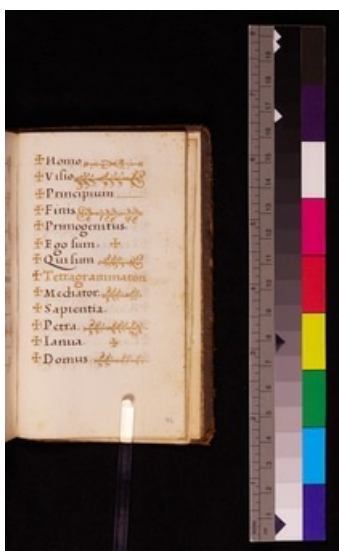 ✠Homo
✠Visio
✠Principium
✠Finis
✠Primogenitus.
✠Ego sum. ✠
✠Qui sum
✠Tetragrammaton
✠Mediator.
✠Sapientia.
✠Petra.
✠Ianua. ✠
✠Domus